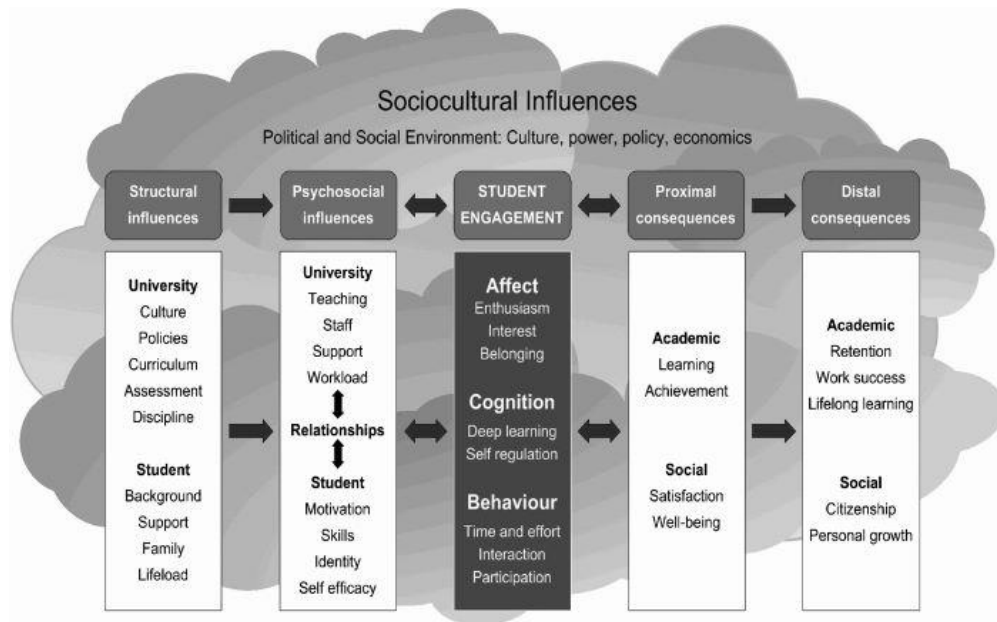 Sociocultural Influences
Political and Social Environment: Culture, power, policy, economics
Structural
influences
Psychosocial
influences
STUDENT
ENGAGEMENT
Proximal
consequences
Distal
consequences
University
Culture
Policies
Curriculum
Assessment
Discipline
Student
Background
Support
Family
Lifeload
University
Teaching
Staff
Support
Workload
Relationships
Student
Motivation
Skills
Identity
Self efficacy
Affect
Enthusiasm
Interest
Belonging
Cognition
Deep learning
Self regulation
Behaviour
Time and effort
Interaction
Participation
Academic
Learning
Achievement
Social
Satisfaction
Well-being
Academic
Retention
Work success
Lifelong learning
Social
Citizenship
Personal growth